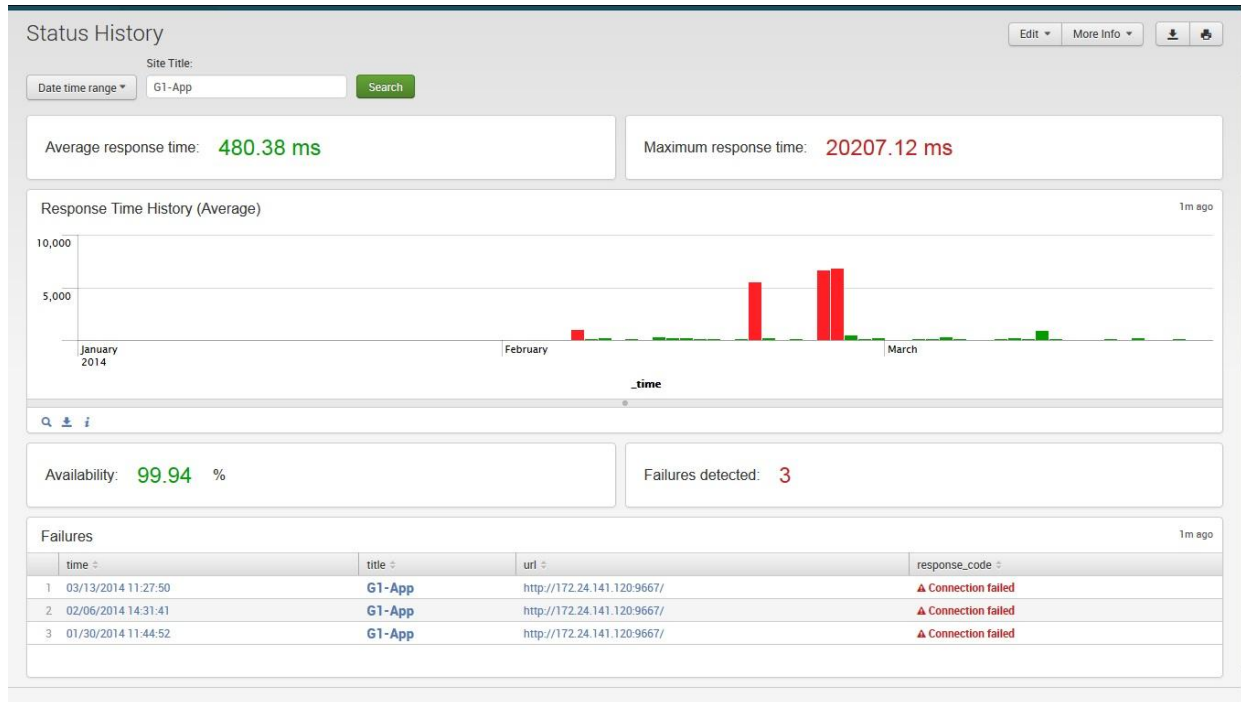 Status History
Edit More Info
Site Title:
Date time range G1-App Search
Average response time: 480.38 ms
Maximum response time: 20207.12 ms
Response Time History (Average) 1m ago
10,000
5,000
January February March
2014
_time
i
Availability: 99.94 %
Failures detected: 3
Failures 1m ago
time title url response_code
1 03/13/2014 11:27:50 G1-App http://172.24.141.120:9667/ Connection failed
2 02/06/2014 14:31:41 G1-App http://172.24.141.120:9667/ Connection failed
3 01/30/2014 11:44:52 G1-App http://172.24.141.120:9667/ Connection failed